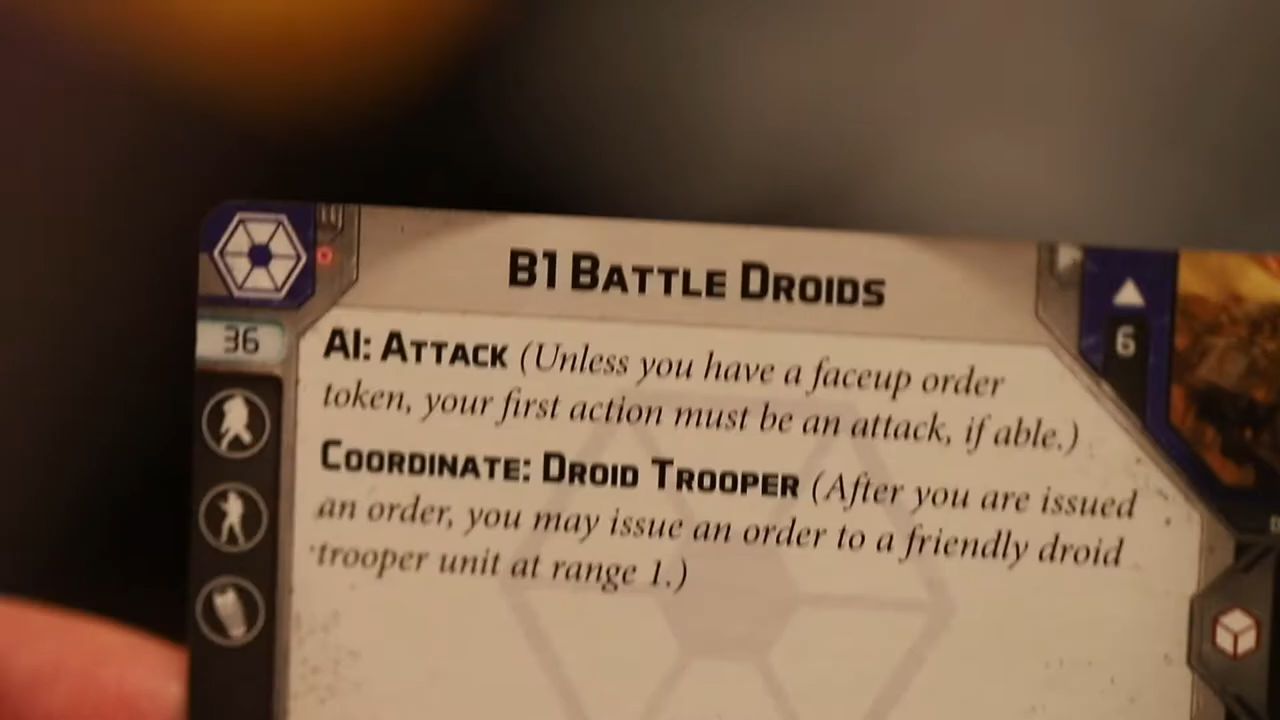 B1 BATTLE DROIDS
36
6
AI: ATTACK (Unless you have a faceup order
token, your first action must be an attack, if able.)
COORDINATE: DROID TROOPER (After you are issued
an order, you may issue an order to a friendly droid
trooper unit at range 1.)